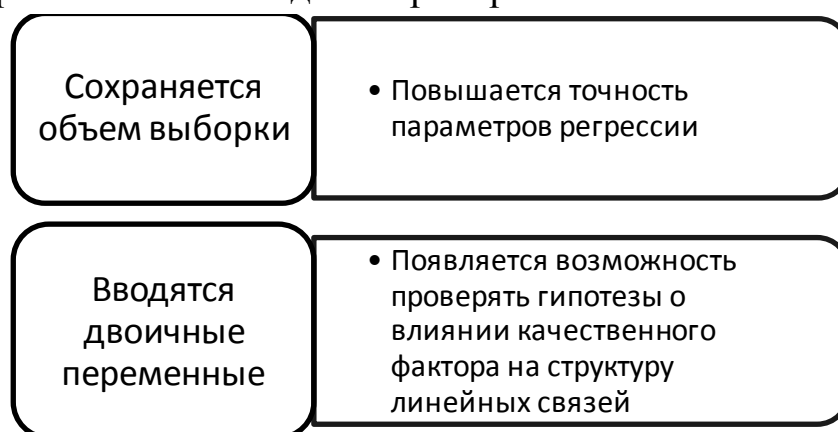 Сохраняется
объем выборки
• Повышается точность
параметров регрессии
Вводятся
двоичные
переменные
• Появляется возможность
проверять гипотезы о
влиянии качественного
фактора на структуру
линейных связей